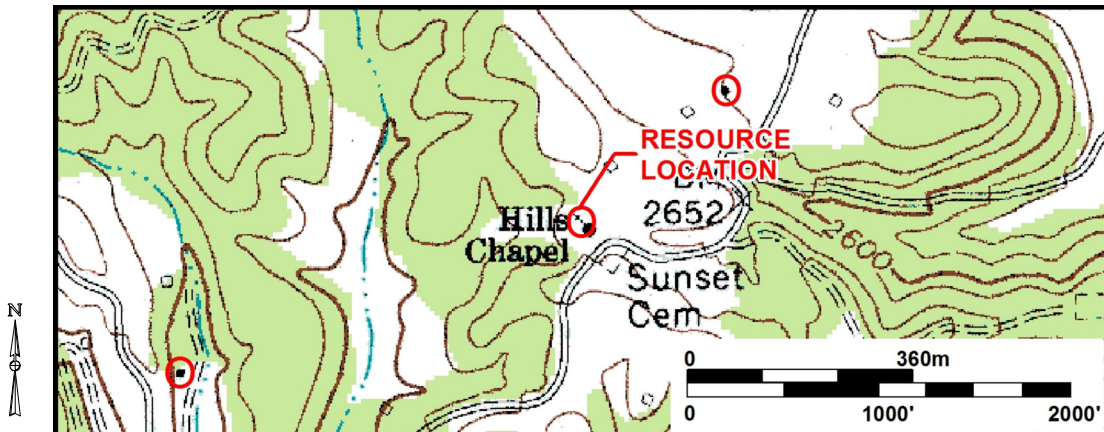 RESOURCE
LOCATION
2652
Hills
Chapel
Sunset
Cem
2600
N
0 360m
0 1000' 2000'